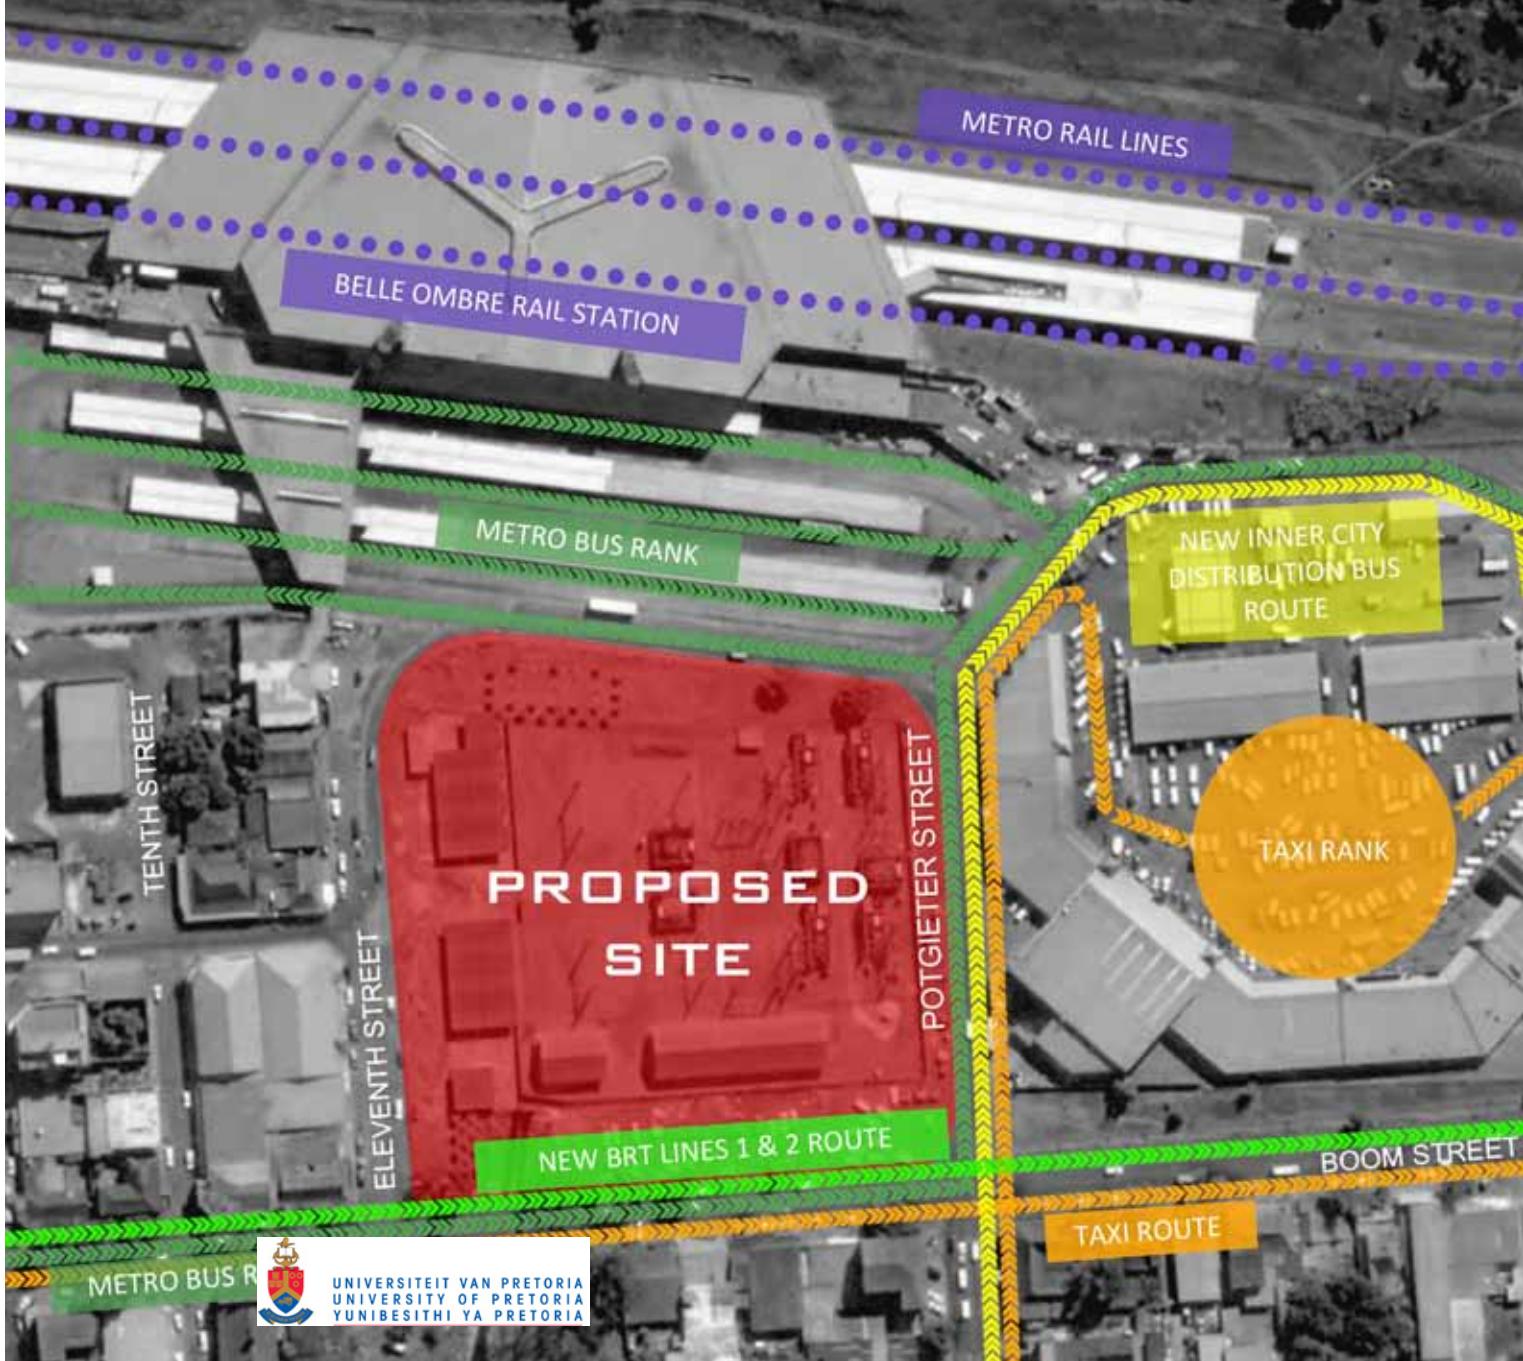 METRO RAIL LINES
BELLE OMBRE RAIL STATION
METRO BUS RANK
NEW INNER CITY
DISTRIBUTION BUS
ROUTE
TENTH STREET
POTGIETER STREET
TAXI RANK
PROPOSED
SITE
ELEVENTH STREET
NEW BRT LINES 1 & 2 ROUTE
BOOM STREET
TAXI ROUTE
METRO BUS R
UNIVERSITEIT VAN PRETORIA
UNIVERSITY OF PRETORIA
YUNIBESITHI YA PRETORIA